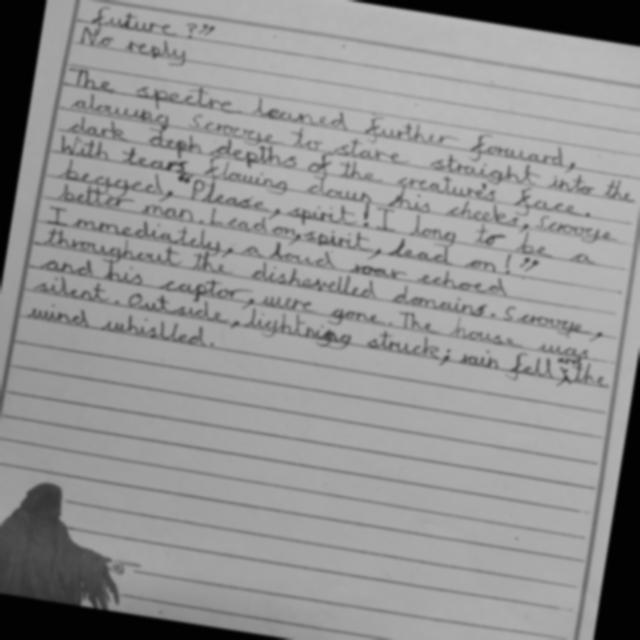 future ?"
No reply
The spectre leaned further forward,
alowing scrooge to stare straight into the
dark deph depths of the creature's face.
With tears flowing down his cheeks, Scrooge
begged, "Please, spirit! I long to be a
better man! Lead on, spirit, lead on!"
Immeditetly, a loud roar echoed
throughout the dishevelled domains. Scrooge,
and his captor, were gone. The house was
silent. Outside, lightning struck; rain fell; the
wind whistled.